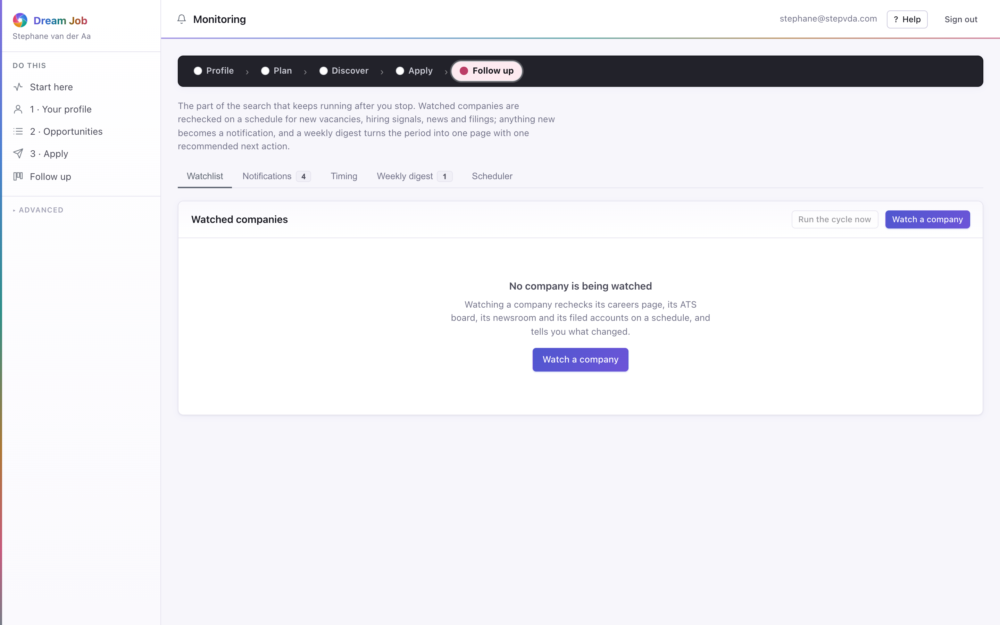 Dream Job
Stephane van der Aa
DO THIS
Start here
1 · Your profile
2 · Opportunities
3 · Apply
Follow up
▸ ADVANCED
Monitoring
stephane@stepvda.com
? Help
Sign out
Profile › Plan › Discover › Apply › Follow up
The part of the search that keeps running after you stop. Watched companies are
rechecked on a schedule for new vacancies, hiring signals, news and filings; anything new
becomes a notification, and a weekly digest turns the period into one page with one
recommended next action.
Watchlist Notifications 4 Timing Weekly digest 1 Scheduler
Watched companies
Run the cycle now
Watch a company
No company is being watched
Watching a company rechecks its careers page, its ATS
board, its newsroom and its filed accounts on a schedule, and
tells you what changed.
Watch a company